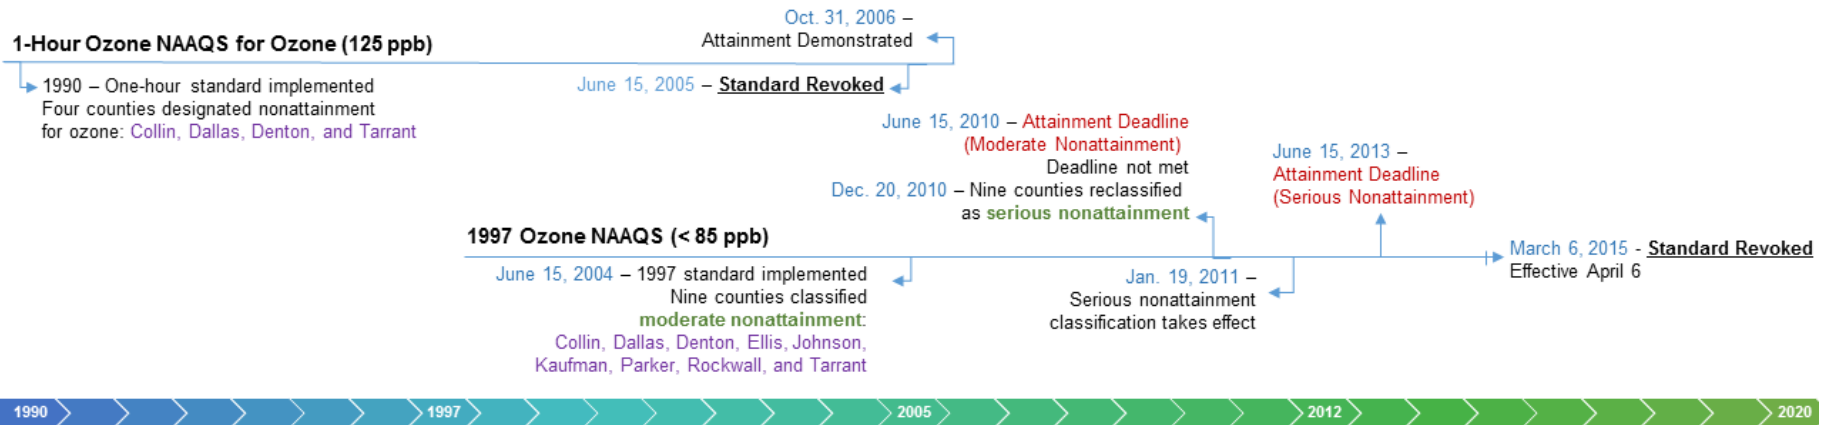 1-Hour Ozone NAAQS for Ozone (125 ppb)
1990 – One-hour standard implemented
Four counties designated nonattainment
for ozone: Collin, Dallas, Denton, and Tarrant
Oct. 31, 2006 –
Attainment Demonstrated
June 15, 2005 – Standard Revoked
June 15, 2010 – Attainment Deadline
(Moderate Nonattainment)
Deadline not met
Dec. 20, 2010 – Nine counties reclassified
as serious nonattainment
June 15, 2013 –
Attainment Deadline
(Serious Nonattainment)
1997 Ozone NAAQS (< 85 ppb)
June 15, 2004 – 1997 standard implemented
Nine counties classified
moderate nonattainment:
Collin, Dallas, Denton, Ellis, Johnson,
Kaufman, Parker, Rockwall, and Tarrant
Jan. 19, 2011 –
Serious nonattainment
classification takes effect
March 6, 2015 - Standard Revoked
Effective April 6
1990 1997 2005 2012 2020